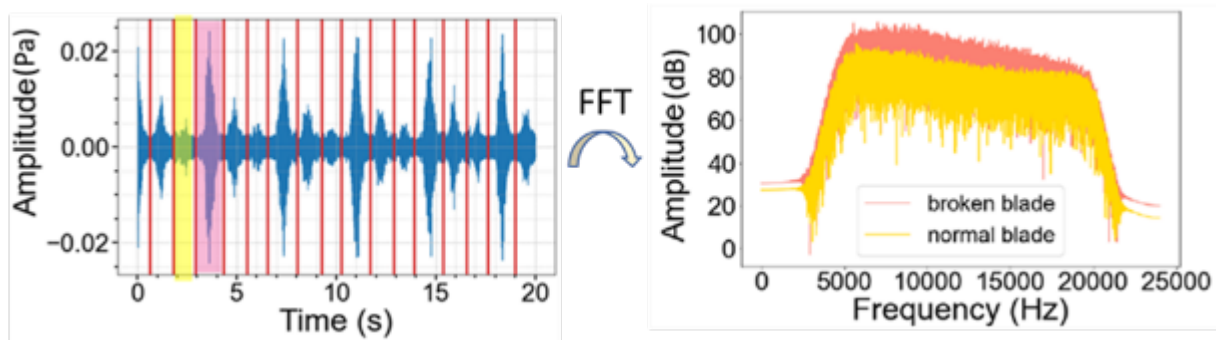 Amplitude(Pa)
0.02
0.00
−0.02
0 5 10 15 20
Time (s)
FFT
Amplitude (dB)
100
80
60
40
20
0
broken blade
normal blade
0 5000 10000 15000 20000 25000
Frequency (Hz)